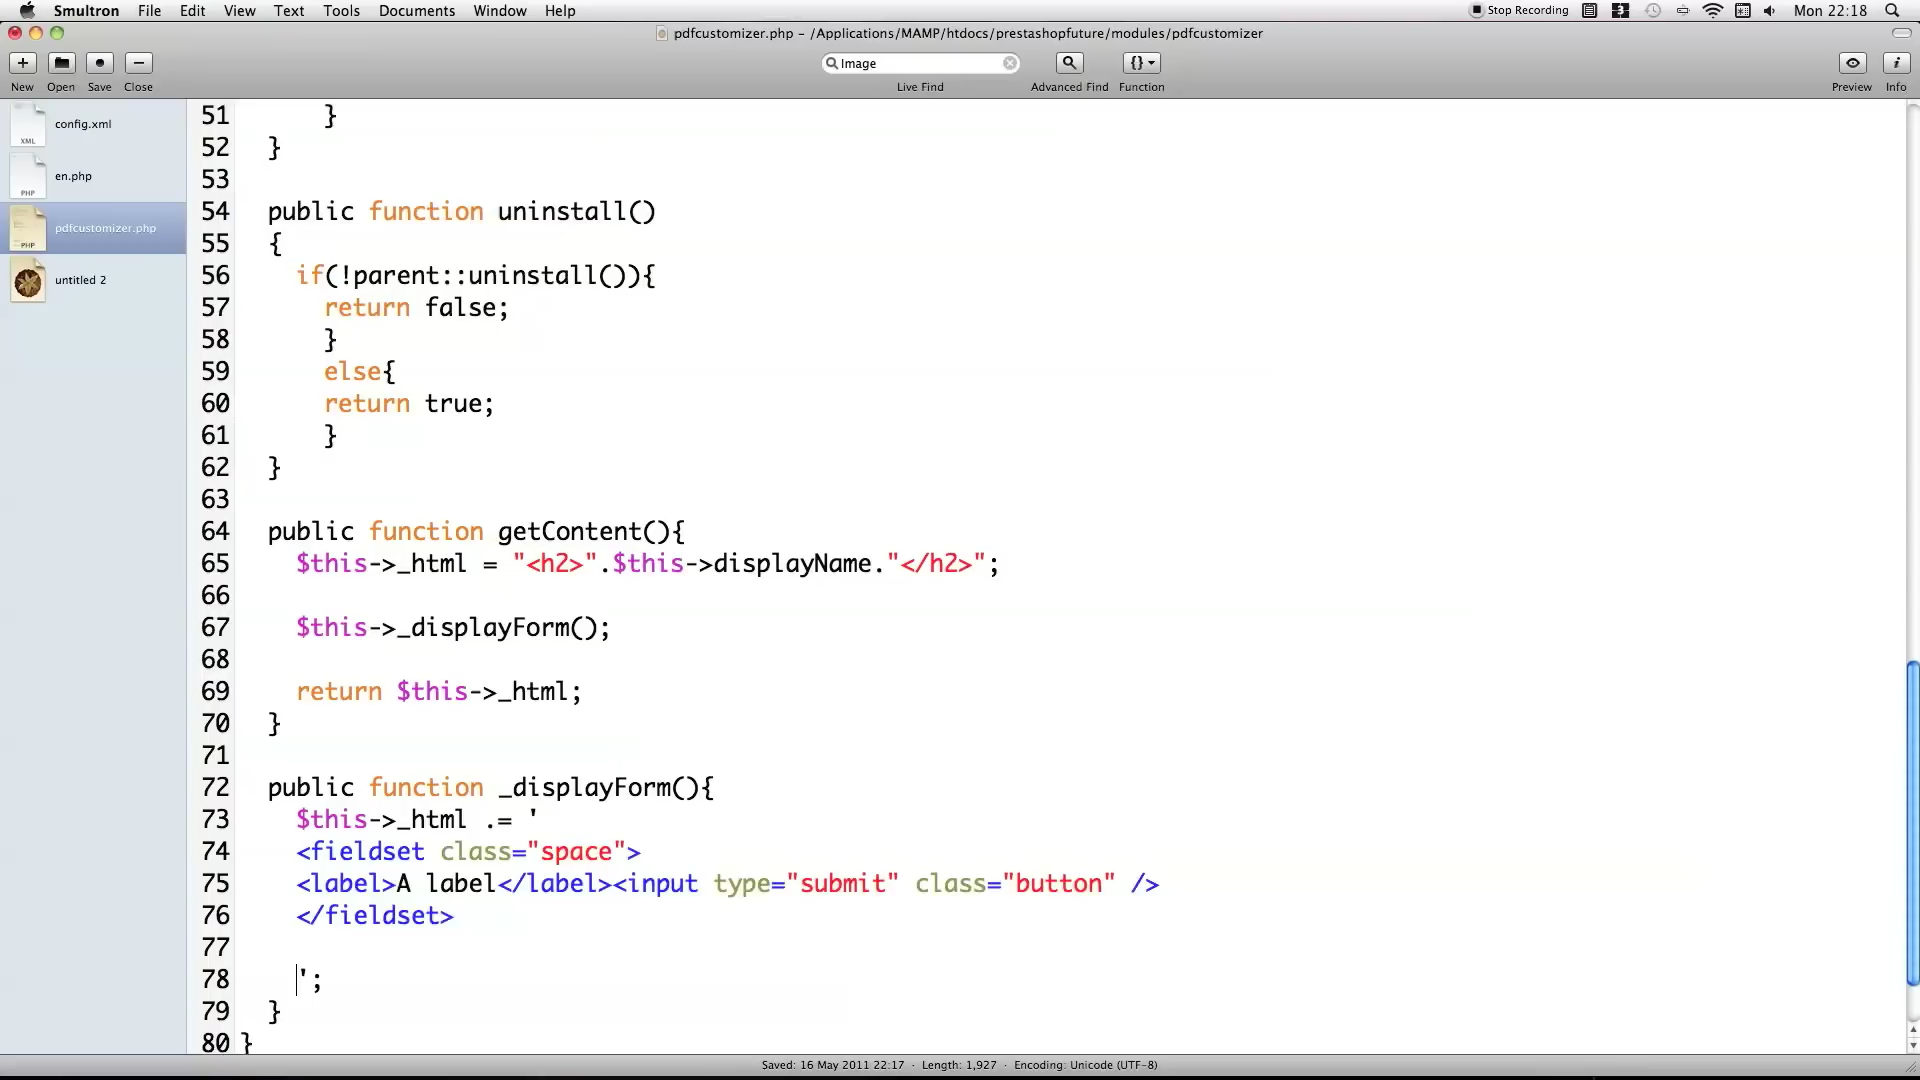 Smultron File Edit View Text Tools Documents Window Help Stop Recording Mon 22:18
pdfcustomizer.php – /Applications/MAMP/htdocs/prestashopfuture/modules/pdfcustomizer
Image {}
New Open Save Close Live Find Advanced Find Function Preview Info
XML config.xml
PHP en.php
PHP pdfcustomizer.php
untitled 2
51 }
52 }
53
54 public function uninstall()
55 {
56 if(!parent::uninstall()){
57 return false;
58 }
59 else{
60 return true;
61 }
62 }
63
64 public function getContent(){
65 $this->_html = "<h2>".$this->displayName."</h2>";
66
67 $this->_displayForm();
68
69 return $this->_html;
70 }
71
72 public function _displayForm(){
73 $this->_html .= '
74 <fieldset class="space">
75 <label>A label</label><input type="submit" class="button" />
76 </fieldset>
77
78 ';
79 }
80 }
Saved: 16 May 2011 22:17 · Length: 1,927 · Encoding: Unicode (UTF-8)